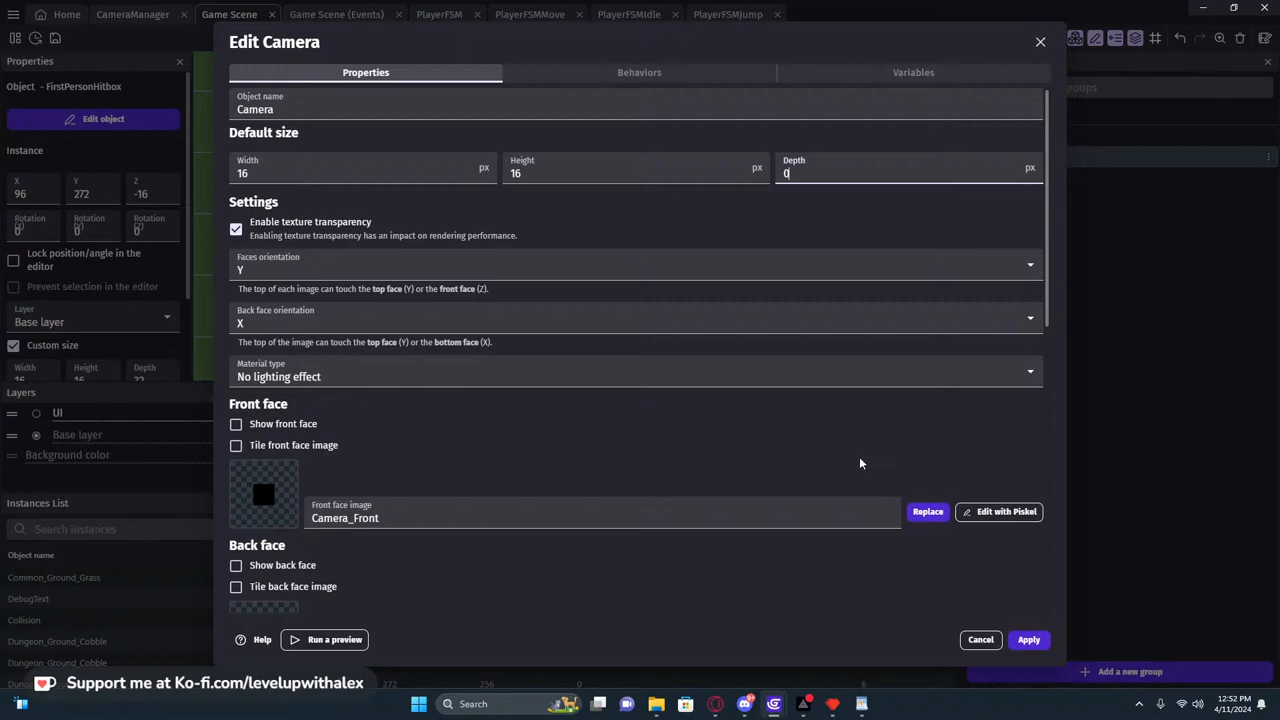 Home
CameraManager
Game Scene
Game Scene (Events)
PlayerFSM
PlayerFSMMove
PlayerFSMIdle
PlayerFSMJump
Properties
Object - FirstPersonHitbox
Edit object
Instance
X
96
Y
272
Z
-16
Rotation (X)
0
Rotation (Y)
0
Rotation
0
Lock position/angle in the editor
Prevent selection in the editor
Layer
Base layer
Custom size
Width
16
Height
16
Depth
32
Layers
UI
Base layer
Background color
Instances List
Search instances
Object name
Common_Ground_Grass
DebugText
Collision
Dungeon_Ground_Cobble
Dungeon_Ground_Cobble
Edit Camera
Properties
Behaviors
Variables
Object name
Camera
Default size
Width
16
px
Height
16
px
Depth
0
px
Settings
Enable texture transparency
Enabling texture transparency has an impact on rendering performance.
Faces orientation
Y
The top of each image can touch the top face (Y) or the front face (Z).
Back face orientation
X
The top of the image can touch the top face (Y) or the bottom face (X).
Material type
No lighting effect
Front face
Show front face
Tile front face image
Front face image
Camera_Front
Replace
Edit with Piskel
Back face
Show back face
Tile back face image
Help
Run a preview
Cancel
Apply
groups
Add a new group
272
256
0
6
Support me at Ko-fi.com/levelupwithalex
Search
12:52 PM
4/11/2024